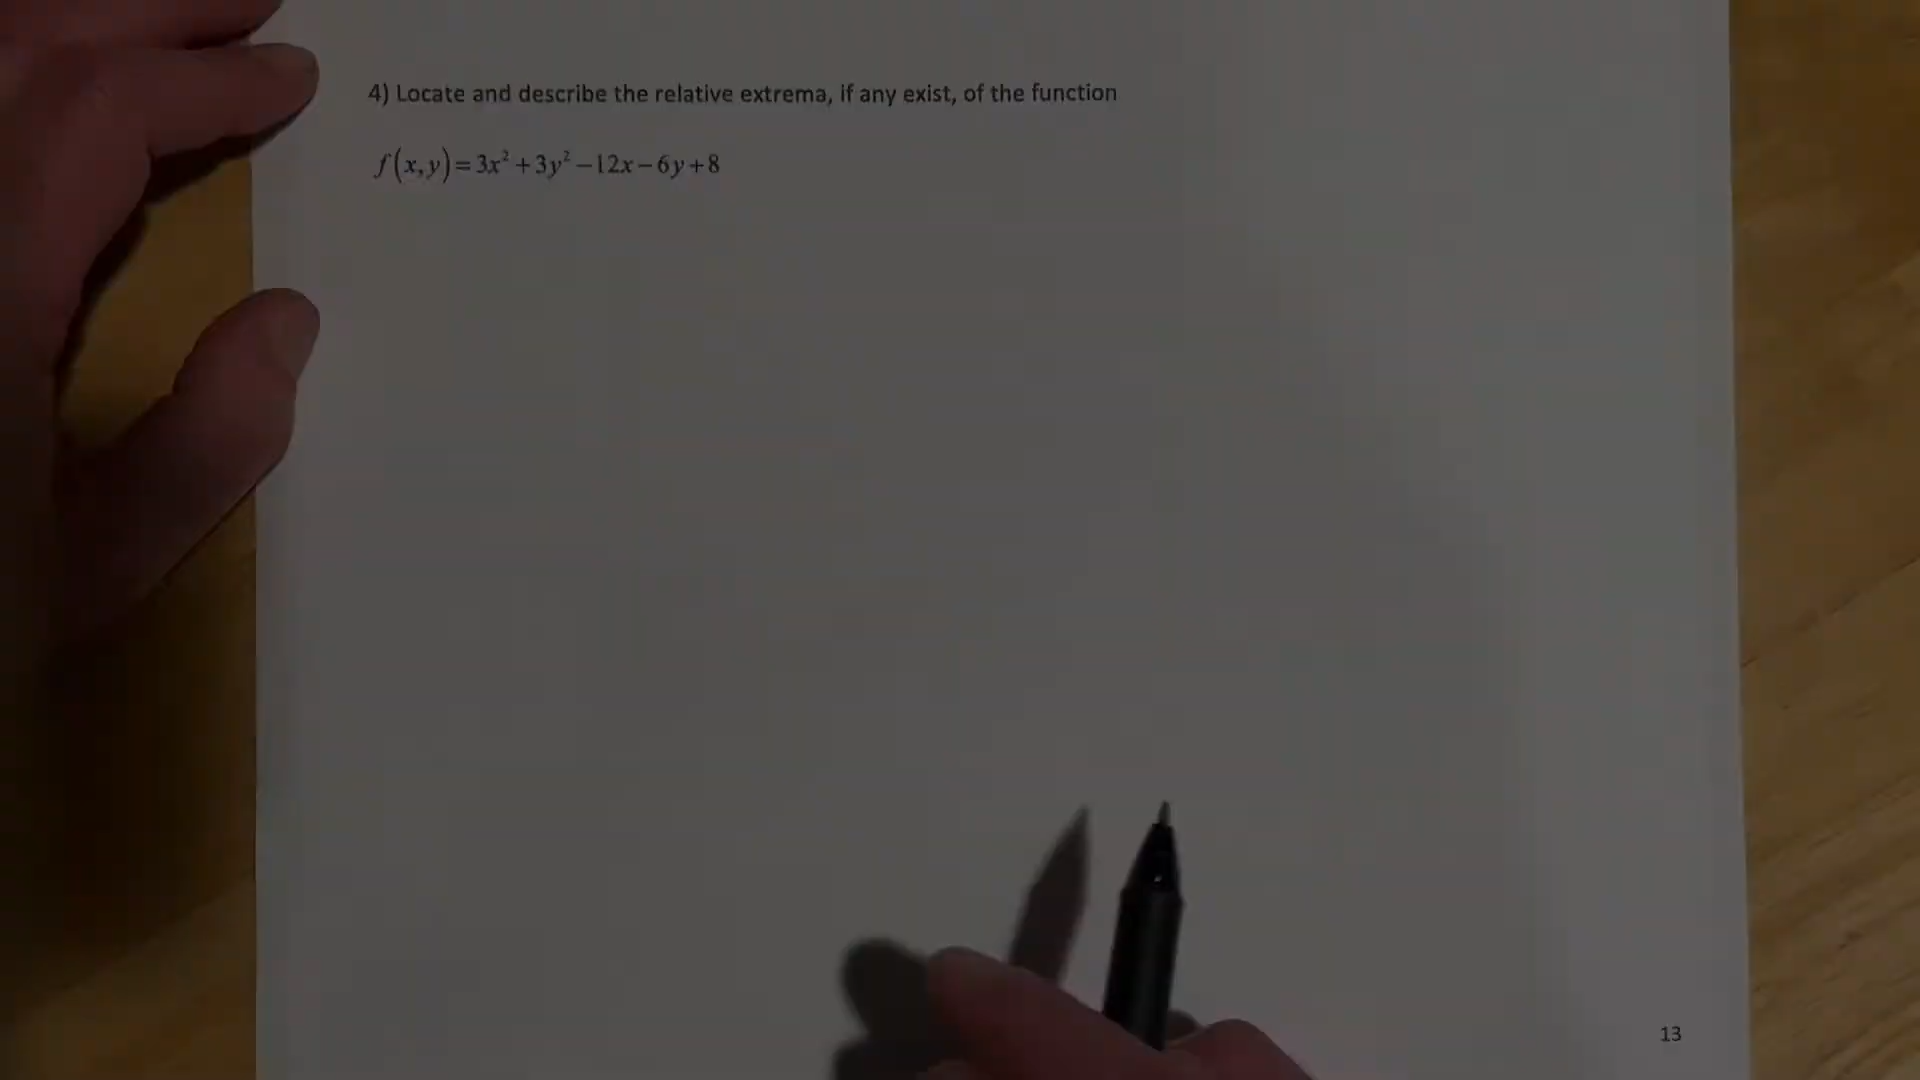 4) Locate and describe the relative extrema, if any exist, of the function
f(x,y)=3x²+3y²−12x−6y+8
13